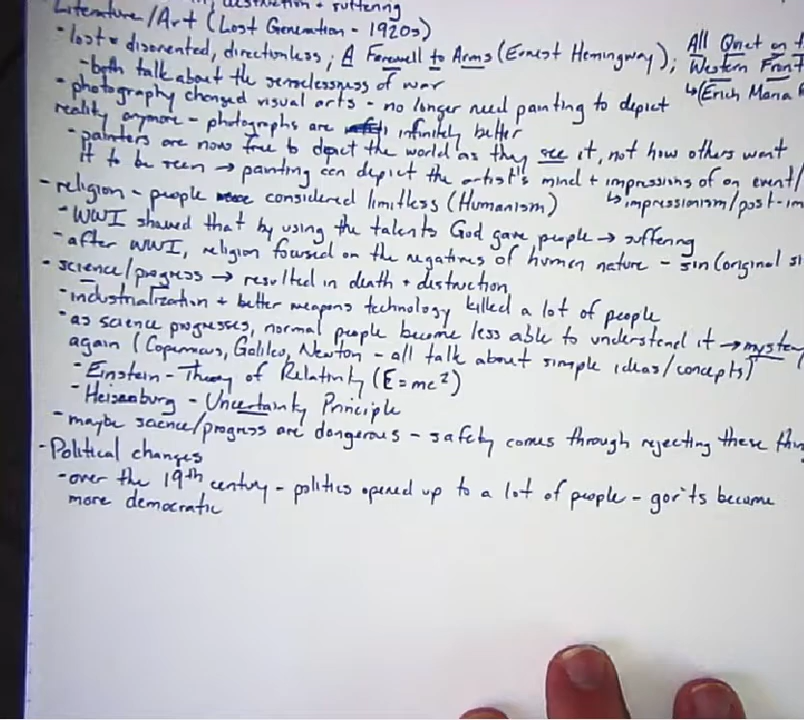 destruction + suffering
Literature/Art (Lost Generation - 1920s)
- lost = disoriented, directionless; A Farewell to Arms (Ernest Hemingway); All Quiet on t
Western Front
↳(Erich Maria R
- both talk about the senselessness of war
- photography changed visual arts - no longer need painting to depict
reality anymore - photographs are infinitely better
- painters are now free to depict the world as they see it, not how others want
it to be seen → painting can depict the artist's mind + impressions of an event/
↳impressionism/post-im
- religion - people considered limitless (Humanism)
- WWI showed that by using the talents God gave people → suffering
- after WWI, religion focused on the negatives of human nature - sin (original si
- science/progress → resulted in death + destruction
- industrialization + better weapons technology killed a lot of people
- as science progresses, normal people become less able to understand it → mystery
again (Copernicus, Galileo, Newton - all talk about simple ideas/concepts)
- Einstein - Theory of Relativity (E=mc²)
- Heisenburg - Uncertainty Principle
- maybe science/progress are dangerous - safety comes through rejecting these thin
- Political changes
- over the 19th century - politics opened up to a lot of people - gov'ts become
more democratic